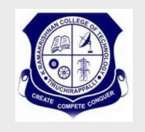 RAMAKRISHNAN COLLEGE OF TECHNOLOGY
TIRUCHIRAPPALLI
CREATE COMPETE CONQUER